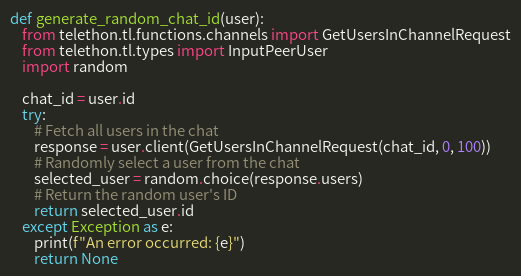 def generate_random_chat_id(user):
from telethon.tl.functions.channels import GetUsersInChannelRequest
from telethon.tl.types import InputPeerUser
import random
chat_id = user.id
try:
# Fetch all users in the chat
response = user.client(GetUsersInChannelRequest(chat_id, 0, 100))
# Randomly select a user from the chat
selected_user = random.choice(response.users)
# Return the random user's ID
return selected_user.id
except Exception as e:
print(f"An error occurred: {e}")
return None